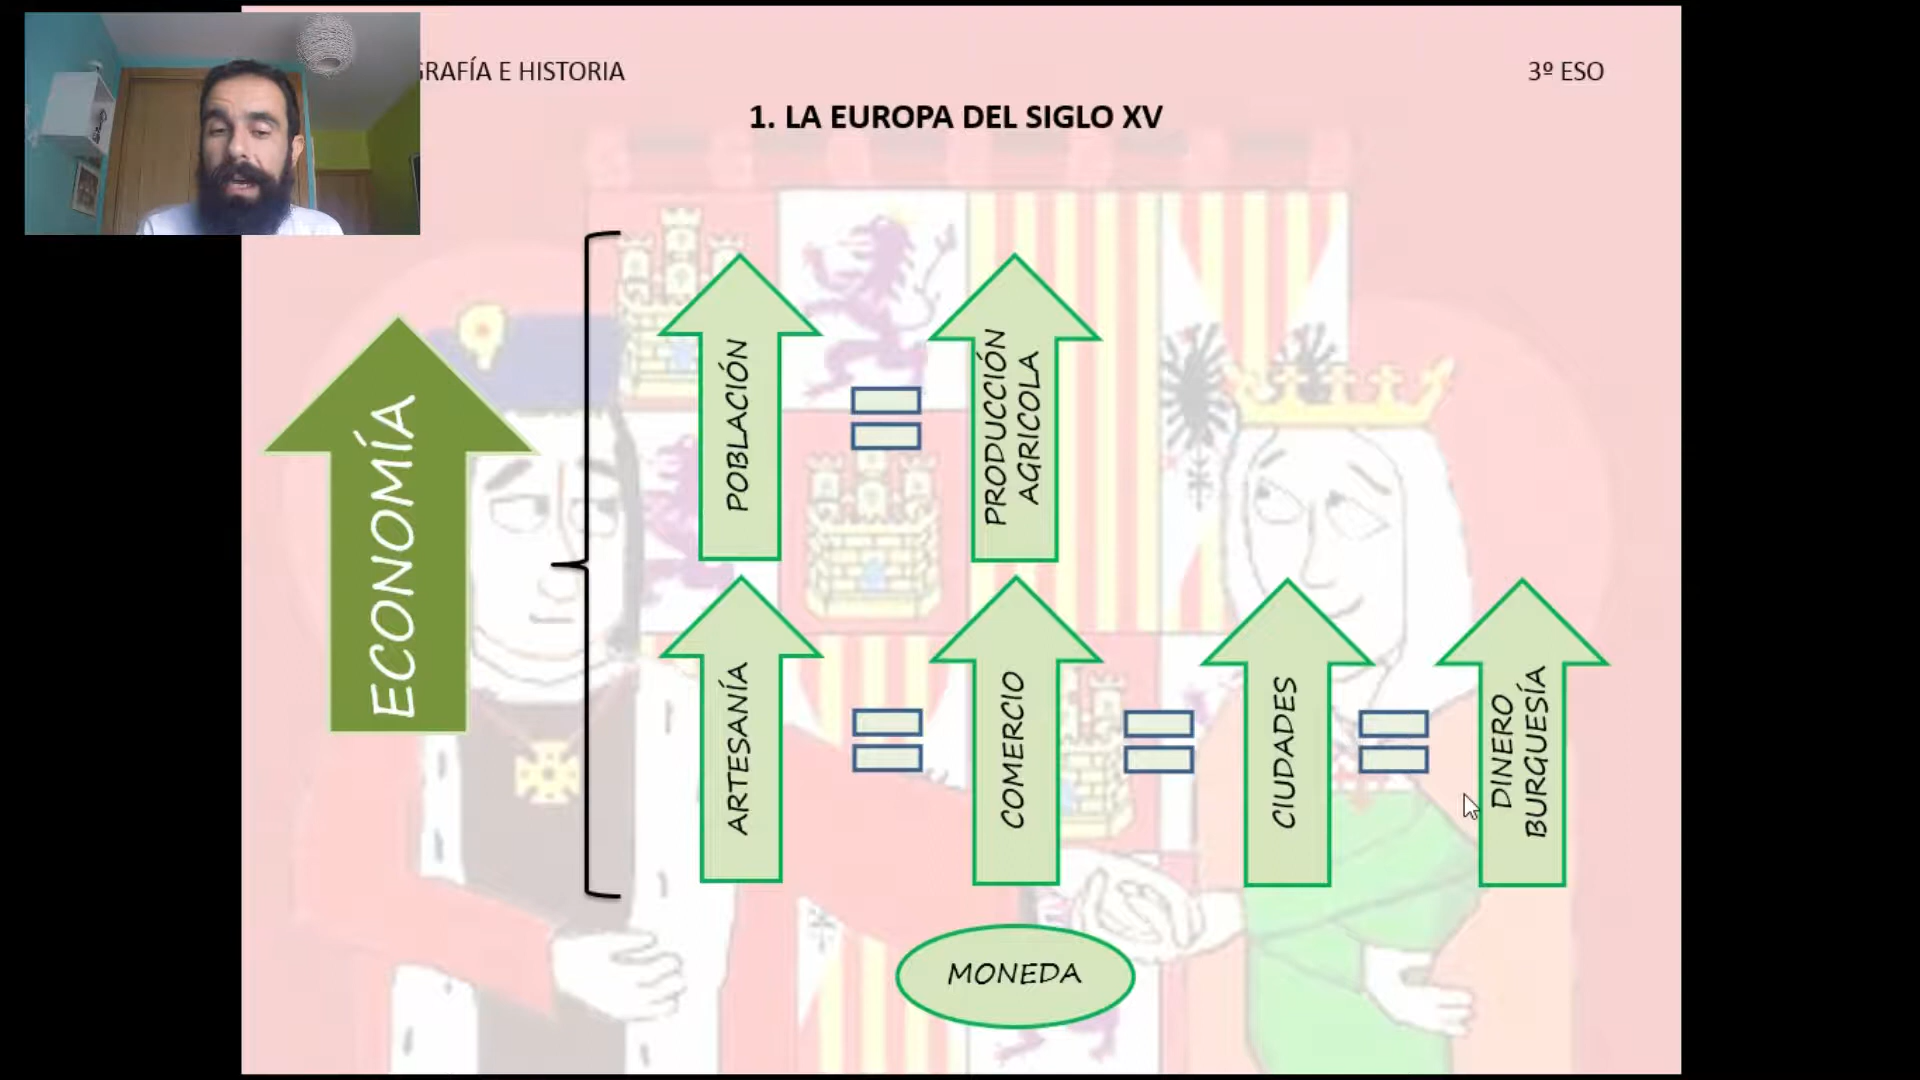 GRAFÍA E HISTORIA
3º ESO
1. LA EUROPA DEL SIGLO XV
ECONOMÍA
POBLACIÓN
PRODUCCIÓN
AGRICOLA
ARTESANÍA
COMERCIO
CIUDADES
DINERO
BURGUESÍA
MONEDA